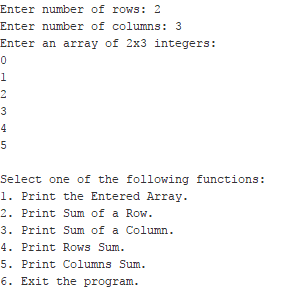 Enter number of rows: 2
Enter number of columns: 3
Enter an array of 2x3 integers:
0
1
2
3
4
5
Select one of the following functions:
1. Print the Entered Array.
2. Print Sum of a Row.
3. Print Sum of a Column.
4. Print Rows Sum.
5. Print Columns Sum.
6. Exit the program.